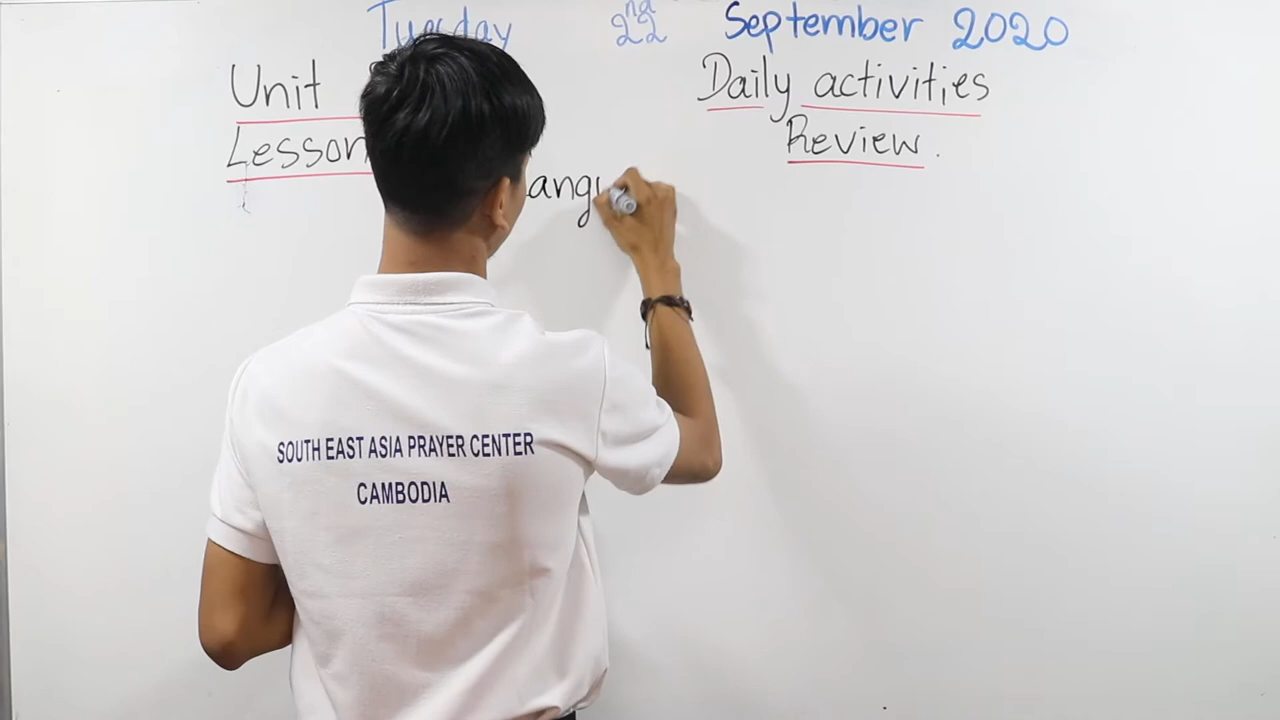 Tuesday 22nd September 2020
Unit Daily activities
Lesson Review.
SOUTH EAST ASIA PRAYER CENTER
CAMBODIA